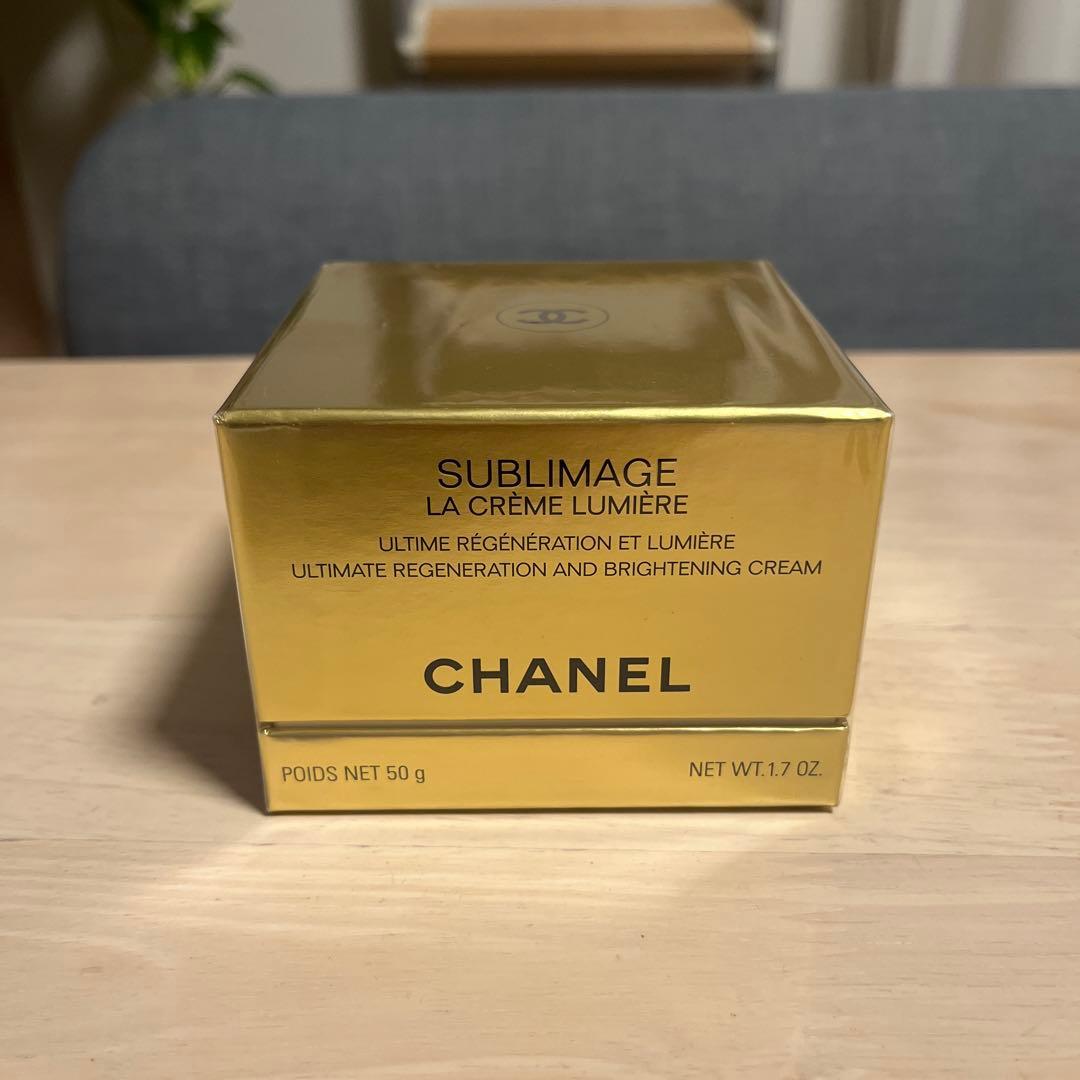 SUBLIMAGE
LA CRÈME LUMIÈRE
ULTIME RÉGÉNÉRATION ET LUMIÈRE
ULTIMATE REGENERATION AND BRIGHTENING CREAM
CHANEL
POIDS NET 50 g NET WT.1.7 OZ.